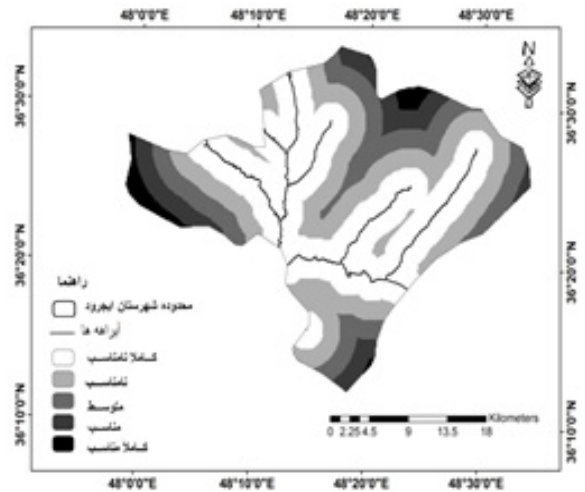 48°0'0"E 48°10'0"E 48°20'0"E 48°30'0"E
N
36°30'0"N
36°30'0"N
36°20'0"N
36°20'0"N
راهنما
محدوده شهرستان ایجرود
آبراهه ها
کاملا نامناسب
نامناسب
متوسط
مناسب
کاملا مناسب
36°10'0"N
36°10'0"N
Kilometers
0 2.25 4.5 9 13.5 18
48°0'0"E 48°10'0"E 48°20'0"E 48°30'0"E